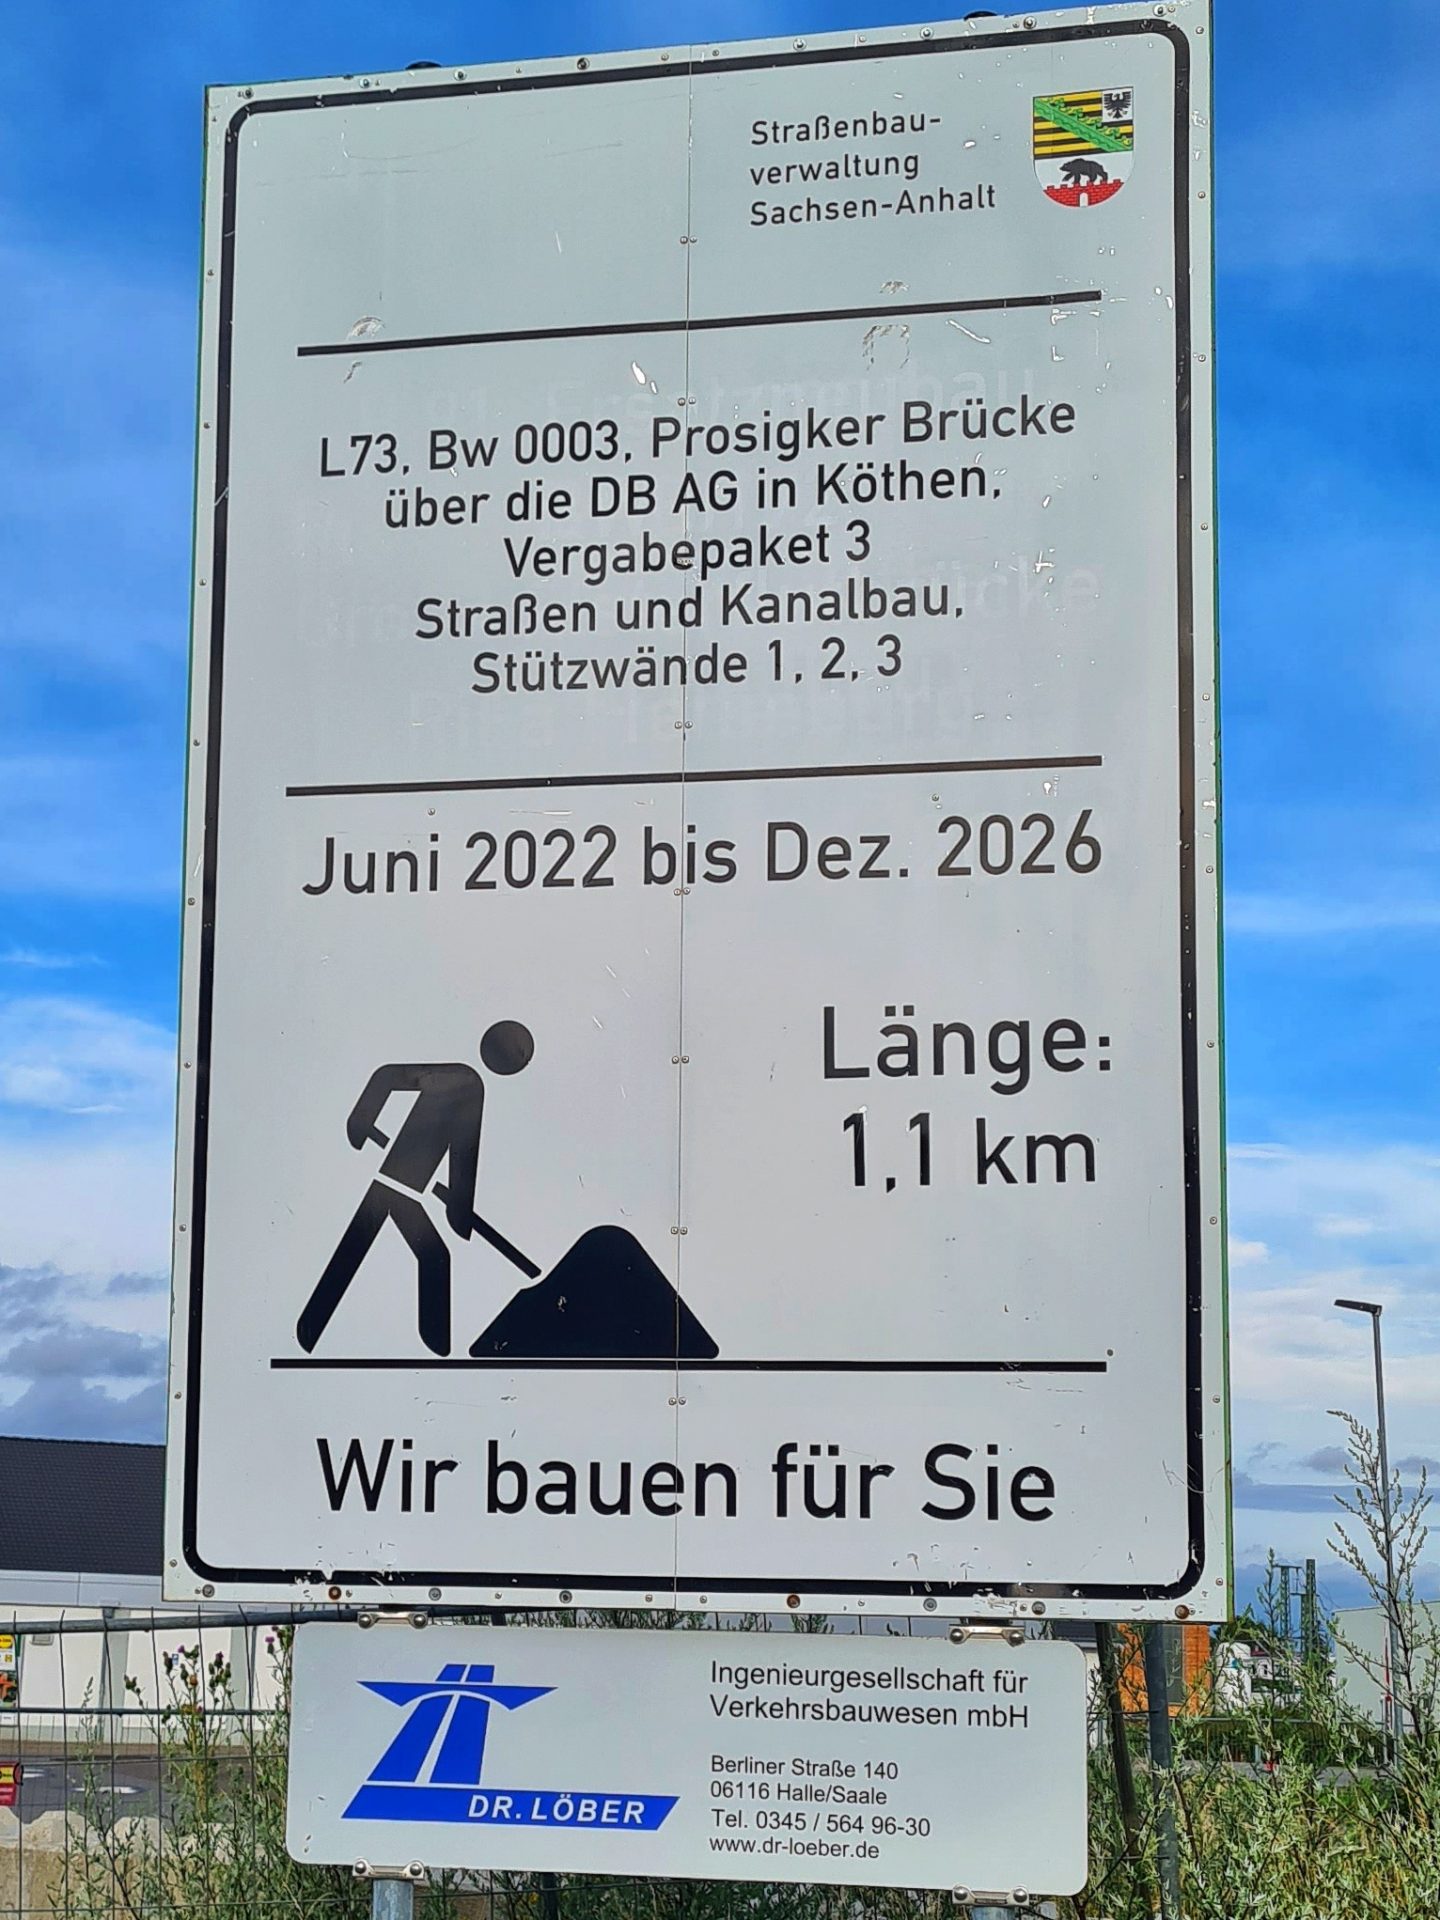 Straßenbau-
verwaltung
Sachsen-Anhalt
L73, Bw 0003, Prosigker Brücke
über die DB AG in Köthen,
Vergabepaket 3
Straßen und Kanalbau,
Stützwände 1, 2, 3
Juni 2022 bis Dez. 2026
Länge:
1,1 km
Wir bauen für Sie
DR. LÖBER
Ingenieurgesellschaft für
Verkehrsbauwesen mbH
Berliner Straße 140
06116 Halle/Saale
Tel. 0345 / 564 96-30
www.dr-loeber.de